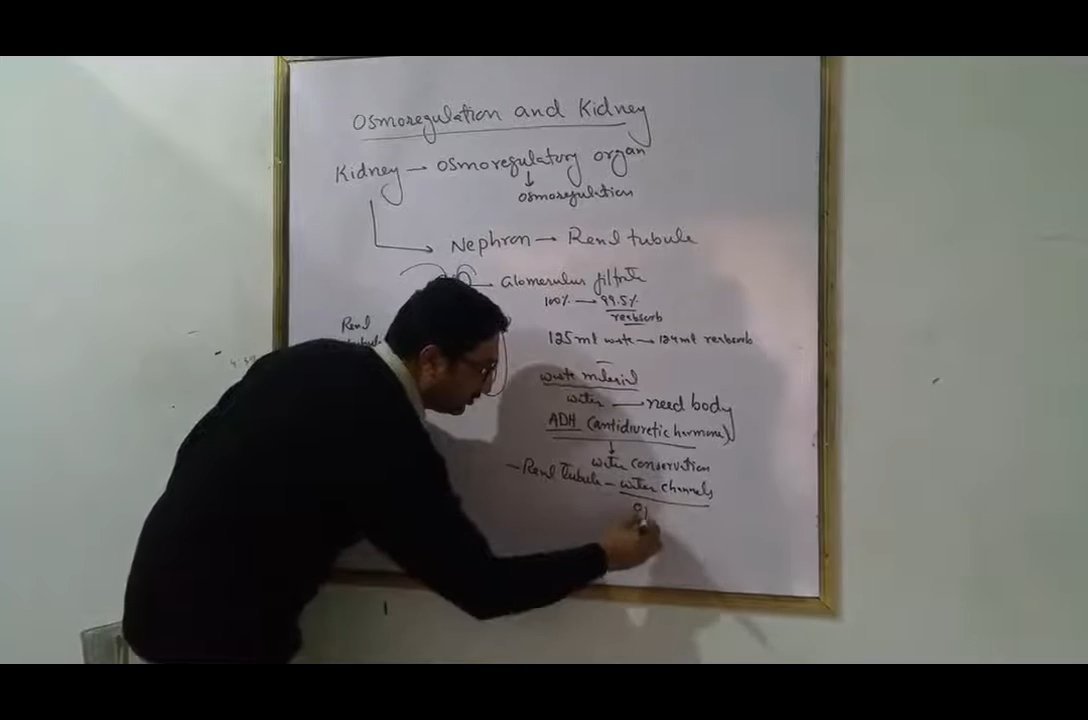 Osmoregulation and Kidney
Kidney — Osmoregulatory organ
↓
Osmoregulation
Nephron — Renal tubule
Glomerulus filtrate
100% — 99.5%
reabsorb
125ml waste → 124ml reabsorb
Renal
waste material
water — need body
ADH (antidiuretic hormone)
↓
water conservation
– Renal tubule – water channels